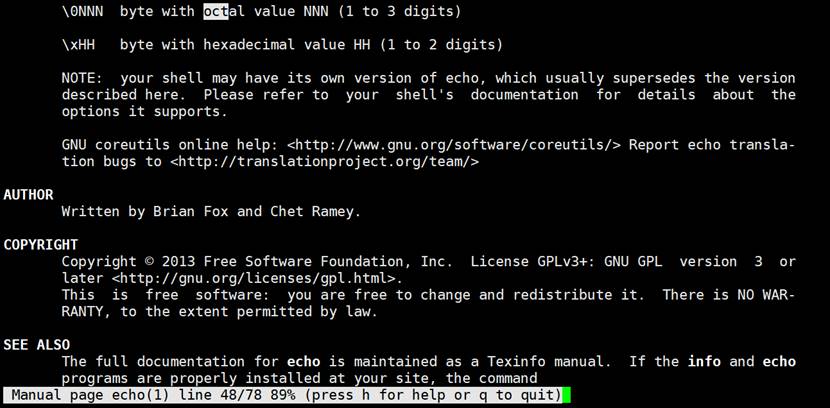 \0NNN  byte with octal value NNN (1 to 3 digits)
\xHH   byte with hexadecimal value HH (1 to 2 digits)
NOTE:  your shell may have its own version of echo, which usually supersedes the version
described here.  Please refer to  your  shell's  documentation  for  details  about  the
options it supports.
GNU coreutils online help: <http://www.gnu.org/software/coreutils/> Report echo transla-
tion bugs to <http://translationproject.org/team/>
AUTHOR
Written by Brian Fox and Chet Ramey.
COPYRIGHT
Copyright © 2013 Free Software Foundation, Inc.  License GPLv3+: GNU GPL  version  3  or
later <http://gnu.org/licenses/gpl.html>.
This  is  free  software:  you are free to change and redistribute it.  There is NO WAR-
RANTY, to the extent permitted by law.
SEE ALSO
The full documentation for echo is maintained as a Texinfo manual.  If the info and echo
programs are properly installed at your site, the command
Manual page echo(1) line 48/78 89% (press h for help or q to quit)